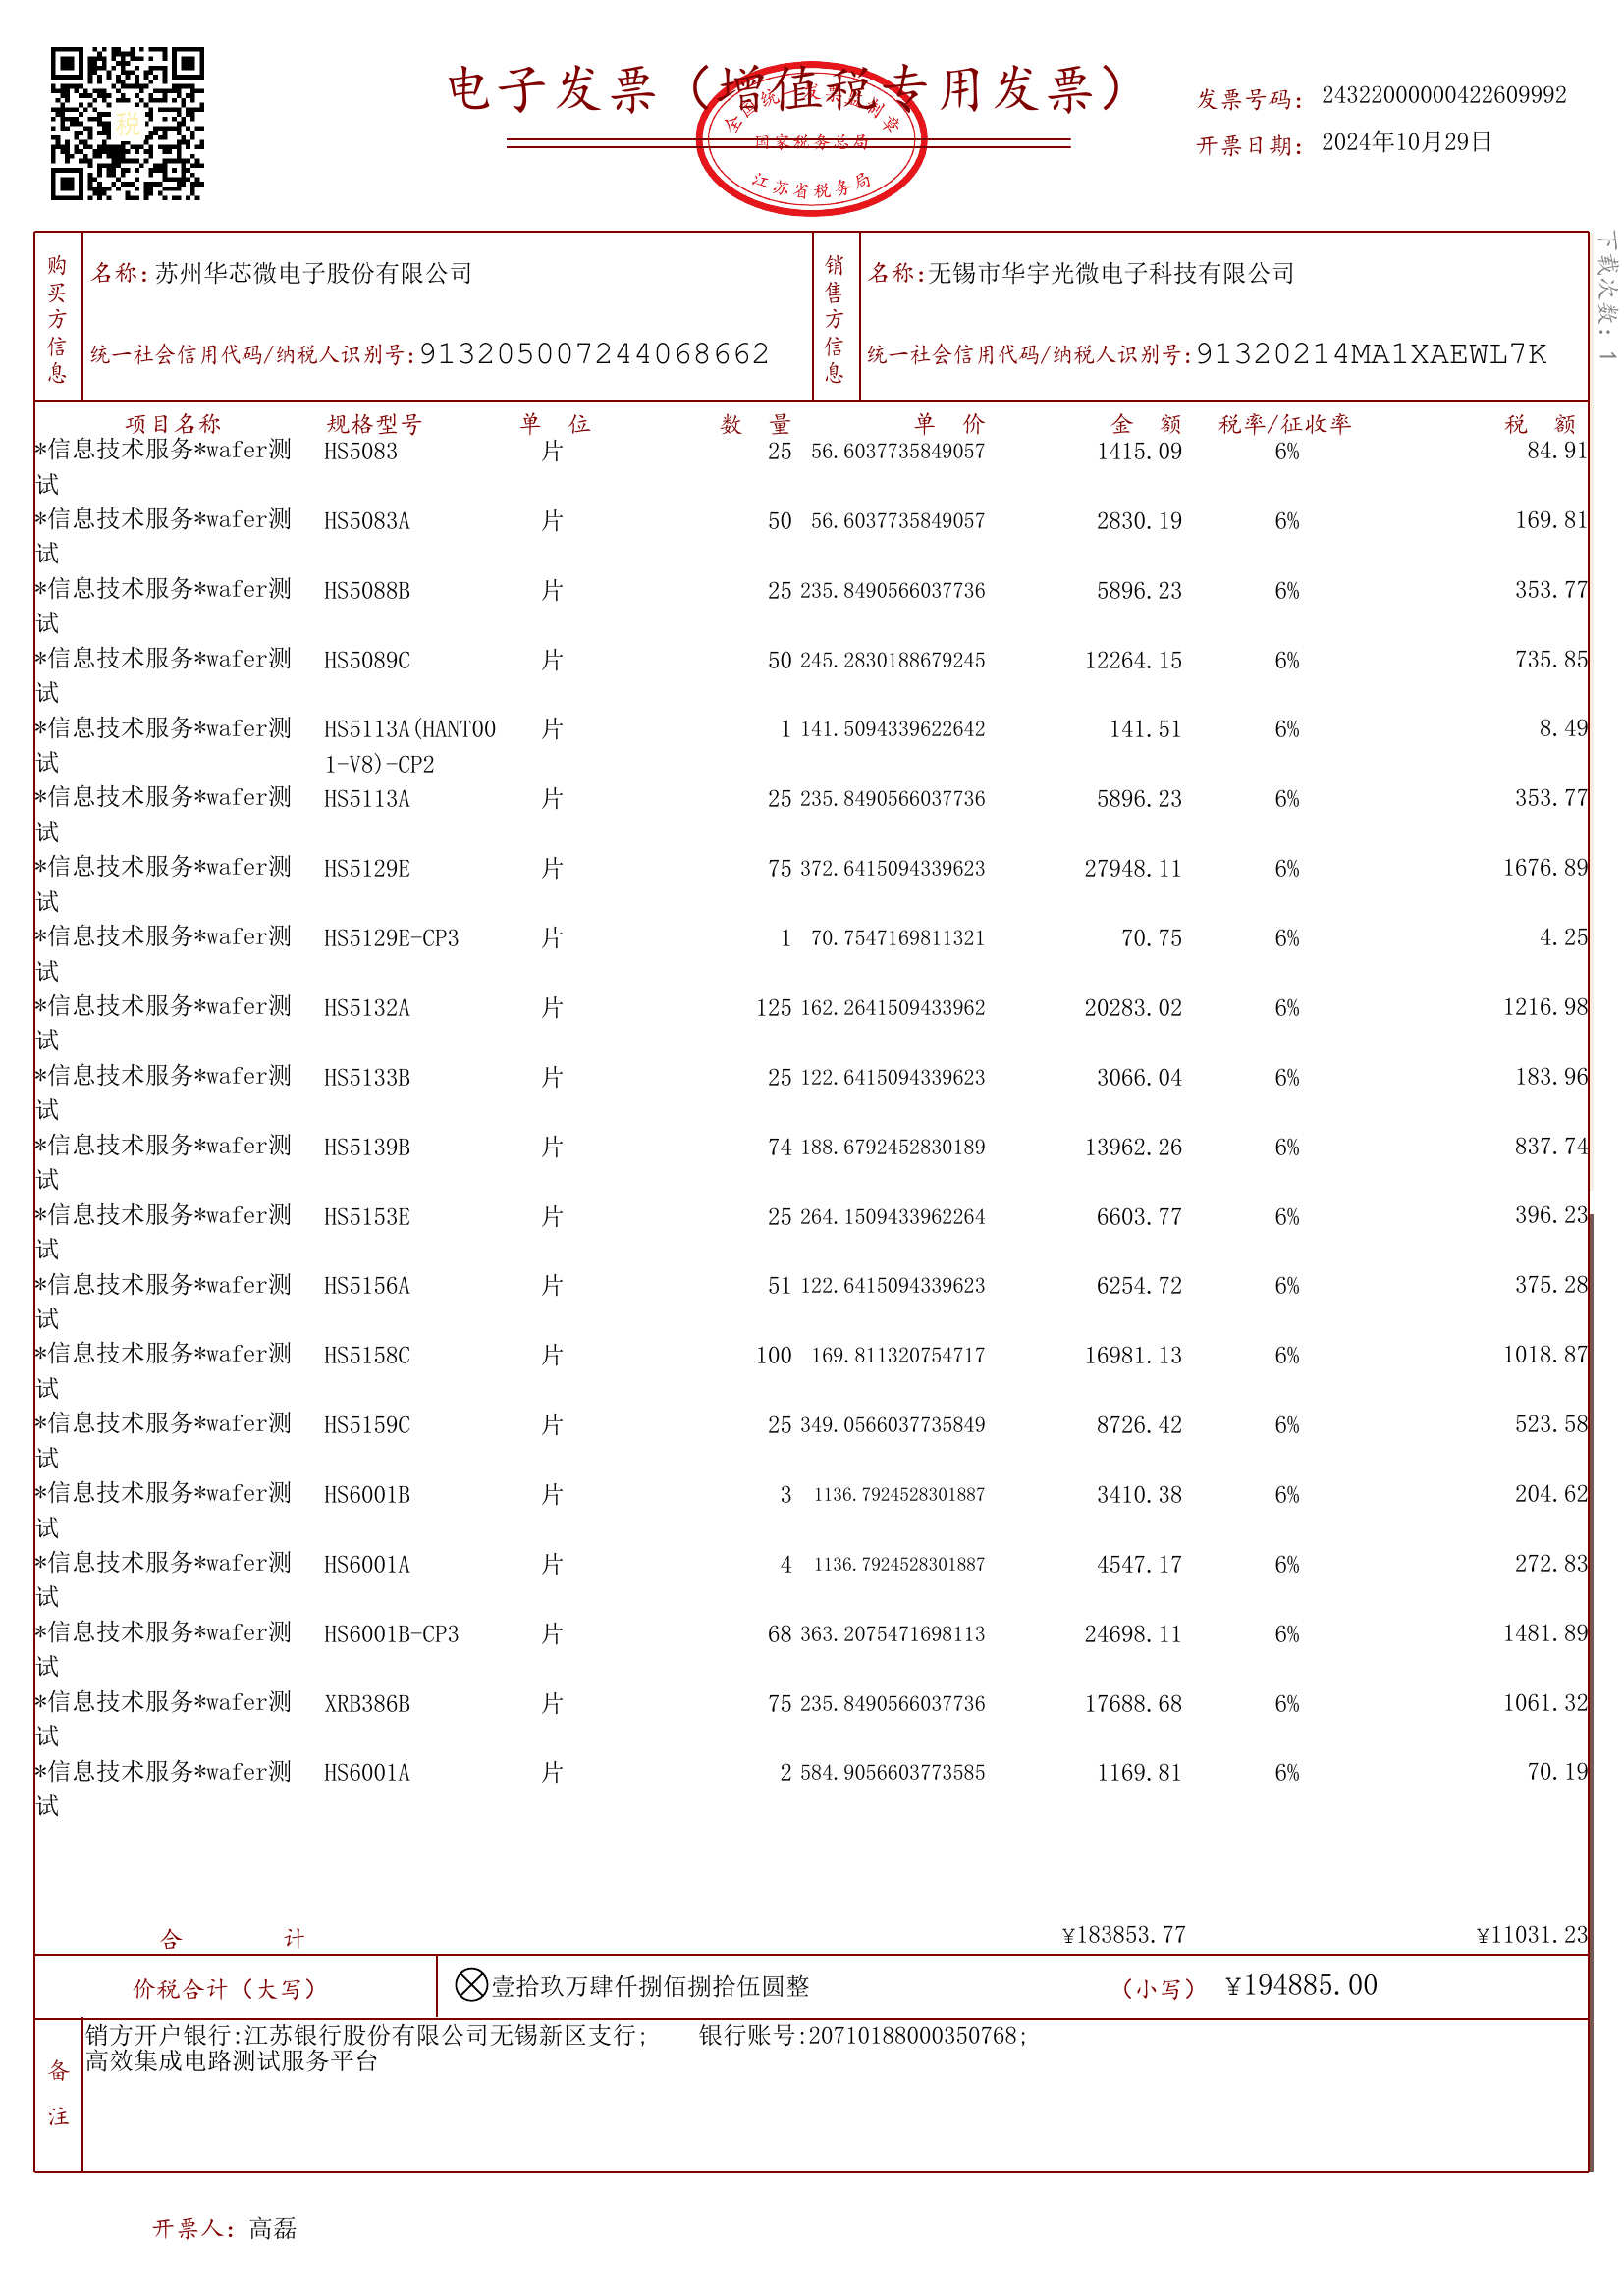 电子发票（增值税专用发票）
全国统一发票监制章
国家税务总局
江苏省税务局
税
发票号码：24322000000422609992
开票日期：2024年10月29日
下载次数：1
购买方信息
名称：苏州华芯微电子股份有限公司
统一社会信用代码/纳税人识别号：913205007244068662
销售方信息
名称：无锡市华宇光微电子科技有限公司
统一社会信用代码/纳税人识别号：91320214MA1XAEWL7K
项目名称 规格型号 单 位 数 量 单 价 金 额 税率/征收率 税 额
*信息技术服务*wafer测 HS5083 片 25 56.6037735849057 1415.09 6% 84.91
试
*信息技术服务*wafer测 HS5083A 片 50 56.6037735849057 2830.19 6% 169.81
试
*信息技术服务*wafer测 HS5088B 片 25 235.8490566037736 5896.23 6% 353.77
试
*信息技术服务*wafer测 HS5089C 片 50 245.2830188679245 12264.15 6% 735.85
试
*信息技术服务*wafer测 HS5113A(HANT00 片 1 141.5094339622642 141.51 6% 8.49
试 1-V8)-CP2
*信息技术服务*wafer测 HS5113A 片 25 235.8490566037736 5896.23 6% 353.77
试
*信息技术服务*wafer测 HS5129E 片 75 372.6415094339623 27948.11 6% 1676.89
试
*信息技术服务*wafer测 HS5129E-CP3 片 1 70.7547169811321 70.75 6% 4.25
试
*信息技术服务*wafer测 HS5132A 片 125 162.2641509433962 20283.02 6% 1216.98
试
*信息技术服务*wafer测 HS5133B 片 25 122.6415094339623 3066.04 6% 183.96
试
*信息技术服务*wafer测 HS5139B 片 74 188.6792452830189 13962.26 6% 837.74
试
*信息技术服务*wafer测 HS5153E 片 25 264.1509433962264 6603.77 6% 396.23
试
*信息技术服务*wafer测 HS5156A 片 51 122.6415094339623 6254.72 6% 375.28
试
*信息技术服务*wafer测 HS5158C 片 100 169.811320754717 16981.13 6% 1018.87
试
*信息技术服务*wafer测 HS5159C 片 25 349.0566037735849 8726.42 6% 523.58
试
*信息技术服务*wafer测 HS6001B 片 3 1136.7924528301887 3410.38 6% 204.62
试
*信息技术服务*wafer测 HS6001A 片 4 1136.7924528301887 4547.17 6% 272.83
试
*信息技术服务*wafer测 HS6001B-CP3 片 68 363.2075471698113 24698.11 6% 1481.89
试
*信息技术服务*wafer测 XRB386B 片 75 235.8490566037736 17688.68 6% 1061.32
试
*信息技术服务*wafer测 HS6001A 片 2 584.9056603773585 1169.81 6% 70.19
试
合 计 ¥183853.77 ¥11031.23
价税合计（大写） 壹拾玖万肆仟捌佰捌拾伍圆整 （小写） ¥194885.00
备注
销方开户银行:江苏银行股份有限公司无锡新区支行; 银行账号:20710188000350768;
高效集成电路测试服务平台
开票人：高磊